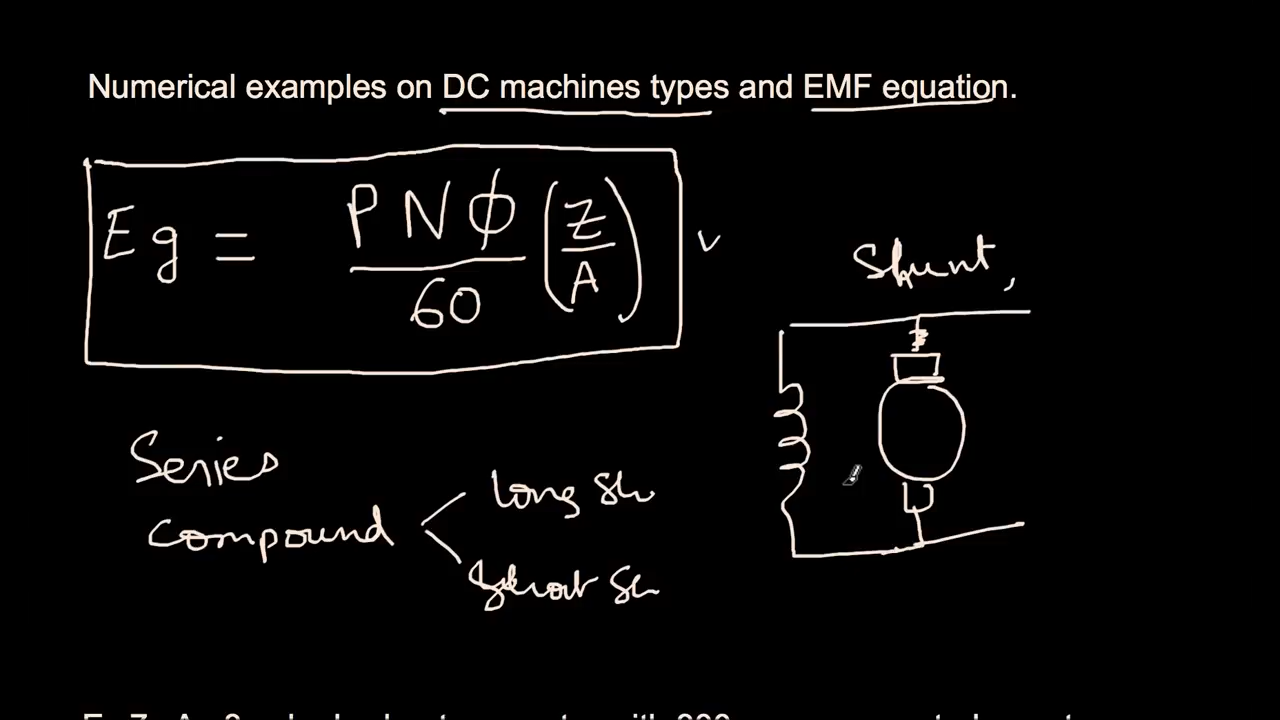 Numerical examples on DC machines types and EMF equation.
Eg = PNφ/60 (Z/A)
Shunt,
Series
Compound
Long Sh
Short Sh